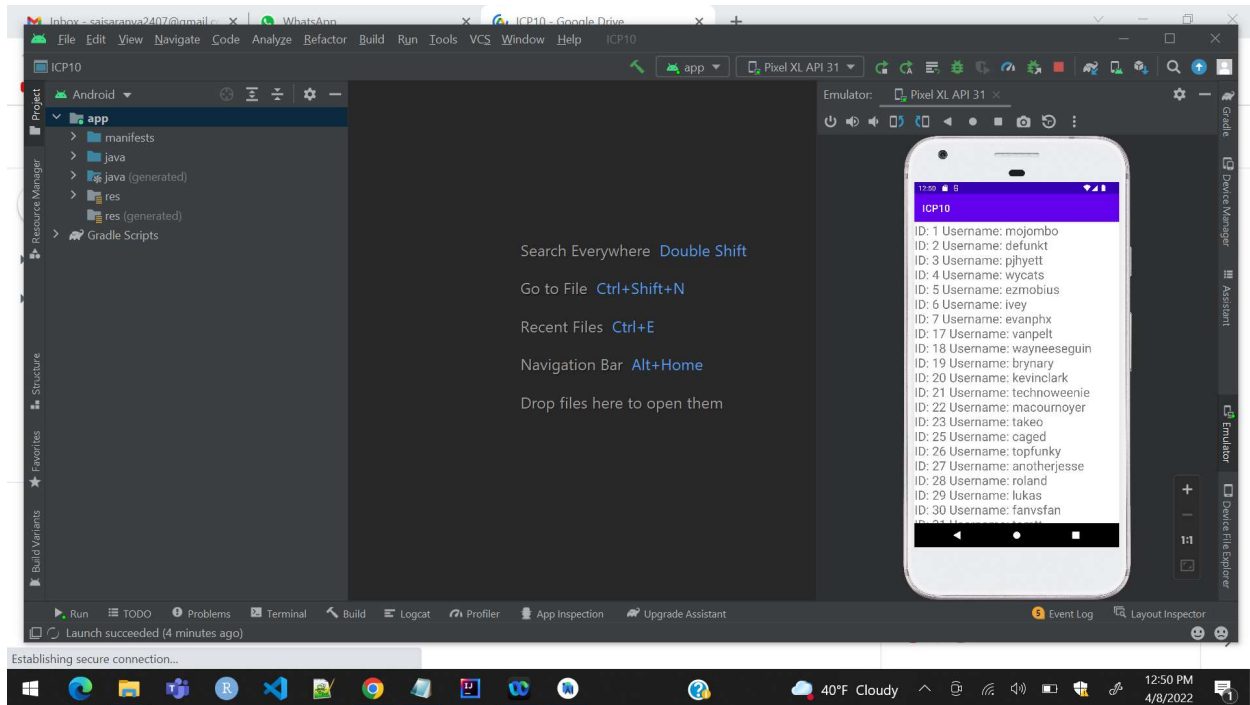 Inbox - saisaranya2407@gmail.c
WhatsApp
ICP10 - Google Drive
File Edit View Navigate Code Analyze Refactor Build Run Tools VCS Window Help ICP10
ICP10
app
Pixel XL API 31
Project
Android
app
manifests
java
java (generated)
res
res (generated)
Gradle Scripts
Resource Manager
Structure
Favorites
Build Variants
Search Everywhere Double Shift
Go to File Ctrl+Shift+N
Recent Files Ctrl+E
Navigation Bar Alt+Home
Drop files here to open them
Emulator: Pixel XL API 31
12:50
ICP10
ID: 1 Username: mojombo
ID: 2 Username: defunkt
ID: 3 Username: pjhyett
ID: 4 Username: wycats
ID: 5 Username: ezmobius
ID: 6 Username: ivey
ID: 7 Username: evanphx
ID: 17 Username: vanpelt
ID: 18 Username: wayneeseguin
ID: 19 Username: brynary
ID: 20 Username: kevinclark
ID: 21 Username: technoweenie
ID: 22 Username: macournoyer
ID: 23 Username: takeo
ID: 25 Username: caged
ID: 26 Username: topfunky
ID: 27 Username: anotherjesse
ID: 28 Username: roland
ID: 29 Username: lukas
ID: 30 Username: fanvsfan
1:1
Gradle
Device Manager
Assistant
Emulator
Device File Explorer
Run TODO Problems Terminal Build Logcat Profiler App Inspection Upgrade Assistant
5 Event Log Layout Inspector
Launch succeeded (4 minutes ago)
Establishing secure connection...
40°F Cloudy
12:50 PM
4/8/2022
1